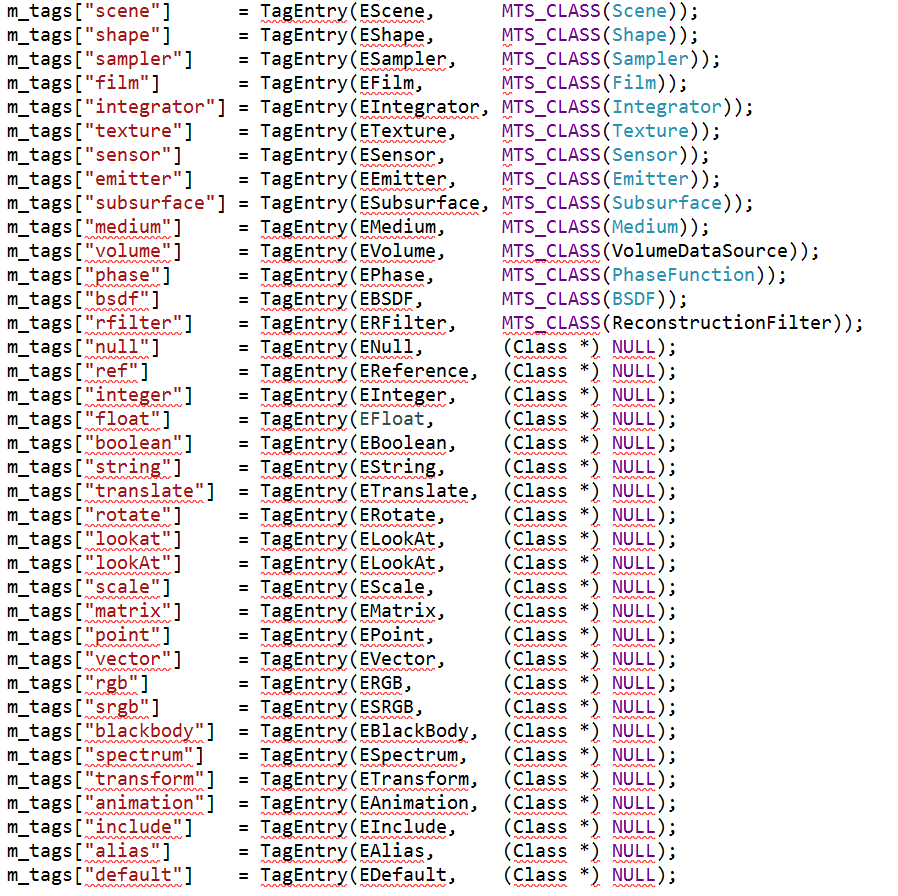 m_tags["scene"]      = TagEntry(EScene,      MTS_CLASS(Scene));
m_tags["shape"]      = TagEntry(EShape,      MTS_CLASS(Shape));
m_tags["sampler"]    = TagEntry(ESampler,    MTS_CLASS(Sampler));
m_tags["film"]       = TagEntry(EFilm,       MTS_CLASS(Film));
m_tags["integrator"] = TagEntry(EIntegrator, MTS_CLASS(Integrator));
m_tags["texture"]    = TagEntry(ETexture,    MTS_CLASS(Texture));
m_tags["sensor"]     = TagEntry(ESensor,     MTS_CLASS(Sensor));
m_tags["emitter"]    = TagEntry(EEmitter,    MTS_CLASS(Emitter));
m_tags["subsurface"] = TagEntry(ESubsurface, MTS_CLASS(Subsurface));
m_tags["medium"]     = TagEntry(EMedium,     MTS_CLASS(Medium));
m_tags["volume"]     = TagEntry(EVolume,     MTS_CLASS(VolumeDataSource));
m_tags["phase"]      = TagEntry(EPhase,      MTS_CLASS(PhaseFunction));
m_tags["bsdf"]       = TagEntry(EBSDF,       MTS_CLASS(BSDF));
m_tags["rfilter"]    = TagEntry(ERFilter,    MTS_CLASS(ReconstructionFilter));
m_tags["null"]       = TagEntry(ENull,       (Class *) NULL);
m_tags["ref"]        = TagEntry(EReference,  (Class *) NULL);
m_tags["integer"]    = TagEntry(EInteger,    (Class *) NULL);
m_tags["float"]      = TagEntry(EFloat,      (Class *) NULL);
m_tags["boolean"]    = TagEntry(EBoolean,    (Class *) NULL);
m_tags["string"]     = TagEntry(EString,     (Class *) NULL);
m_tags["translate"]  = TagEntry(ETranslate,  (Class *) NULL);
m_tags["rotate"]     = TagEntry(ERotate,     (Class *) NULL);
m_tags["lookat"]     = TagEntry(ELookAt,     (Class *) NULL);
m_tags["lookAt"]     = TagEntry(ELookAt,     (Class *) NULL);
m_tags["scale"]      = TagEntry(EScale,      (Class *) NULL);
m_tags["matrix"]     = TagEntry(EMatrix,     (Class *) NULL);
m_tags["point"]      = TagEntry(EPoint,      (Class *) NULL);
m_tags["vector"]     = TagEntry(EVector,     (Class *) NULL);
m_tags["rgb"]        = TagEntry(ERGB,        (Class *) NULL);
m_tags["srgb"]       = TagEntry(ESRGB,       (Class *) NULL);
m_tags["blackbody"]  = TagEntry(EBlackBody,  (Class *) NULL);
m_tags["spectrum"]   = TagEntry(ESpectrum,   (Class *) NULL);
m_tags["transform"]  = TagEntry(ETransform,  (Class *) NULL);
m_tags["animation"]  = TagEntry(EAnimation,  (Class *) NULL);
m_tags["include"]    = TagEntry(EInclude,    (Class *) NULL);
m_tags["alias"]      = TagEntry(EAlias,      (Class *) NULL);
m_tags["default"]    = TagEntry(EDefault,    (Class *) NULL);